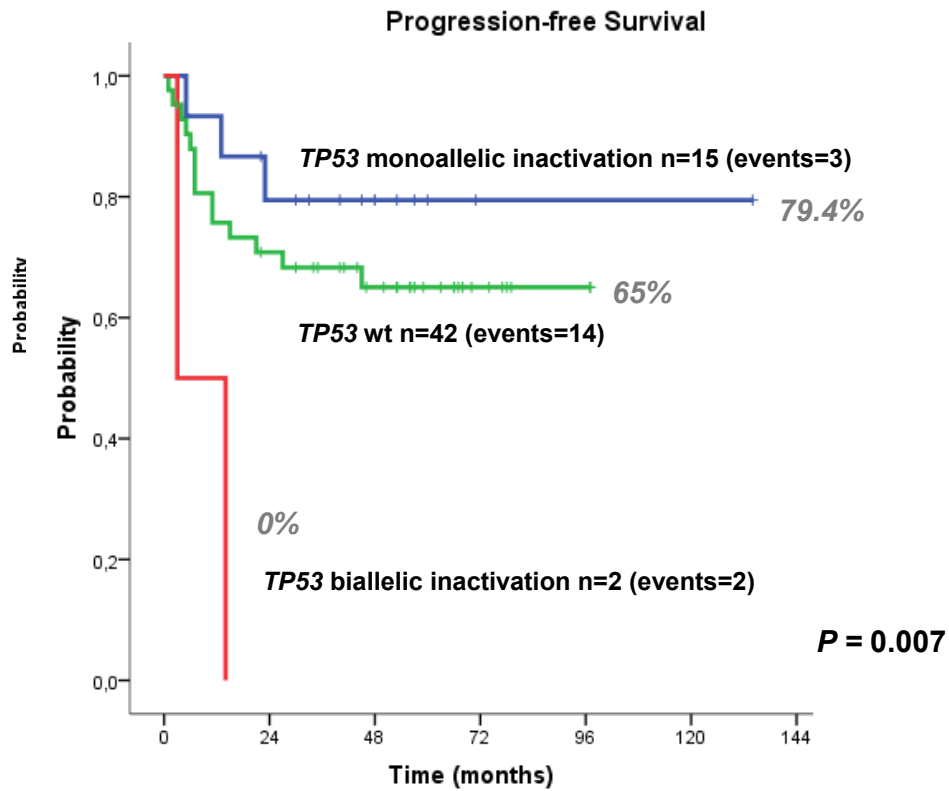 Progression-free Survival
Probability
Probability
1,0
0,8
0,6
0,4
0,2
0,0
TP53 monoallelic inactivation n=15 (events=3)
79.4%
65%
TP53 wt n=42 (events=14)
0%
TP53 biallelic inactivation n=2 (events=2)
P = 0.007
0 24 48 72 96 120 144
Time (months)